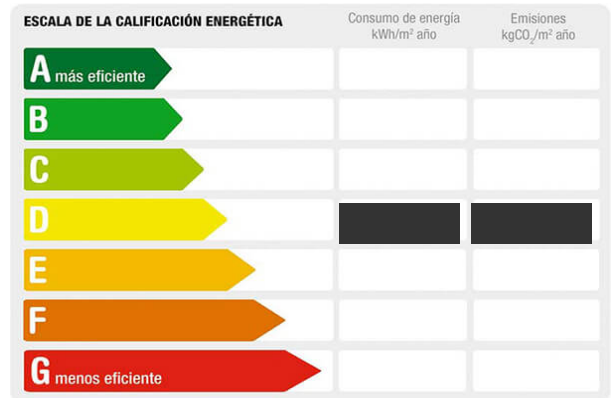 ESCALA DE LA CALIFICACIÓN ENERGÉTICA
Consumo de energía
kWh/m² año
Emisiones
kgCO₂/m² año
A más eficiente
B
C
D
E
F
G menos eficiente